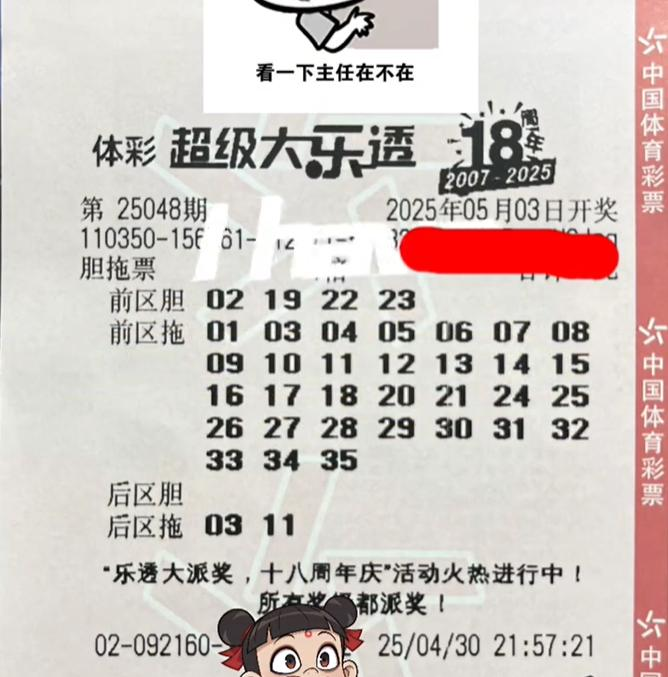 看一下主任在不在
体彩 超级大乐透 18周年
2007-2025
第 25048期 2025年05月03日开奖
110350-156 61-
胆拖票
前区胆 02 19 22 23
前区拖 01 03 04 05 06 07 08
09 10 11 12 13 14 15
16 17 18 20 21 24 25
26 27 28 29 30 31 32
33 34 35
后区胆
后区拖 03 11
“乐透大派奖，十八周年庆”活动火热进行中！
所有奖 都派奖！
02-092160- 25/04/30 21:57:21
中国体育彩票
中国体育彩票
中